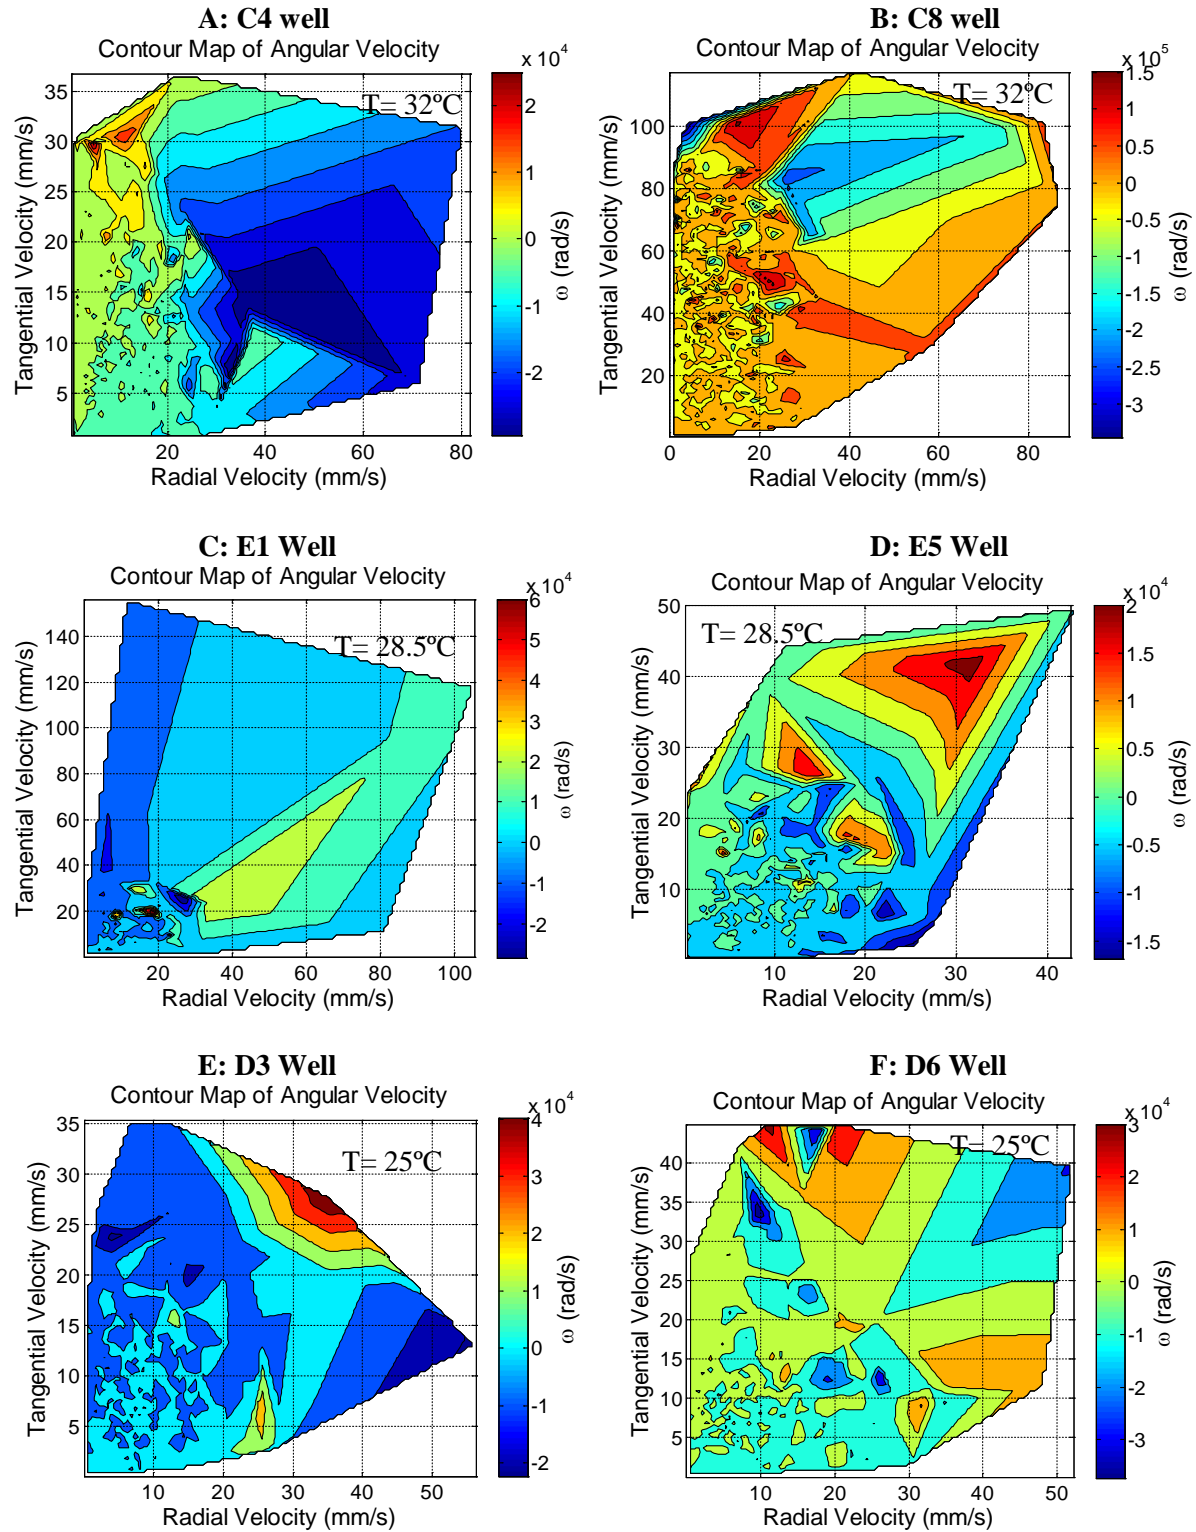 A: C4 well
Contour Map of Angular Velocity
x 10^4
T= 32ºC
35
30
25
20
15
10
5
20
40
60
80
Tangential Velocity (mm/s)
Radial Velocity (mm/s)
2
1
0
-1
-2
ω (rad/s)
B: C8 well
Contour Map of Angular Velocity
x 10^5
T= 32ºC
100
80
60
40
20
0
20
40
60
80
Tangential Velocity (mm/s)
Radial Velocity (mm/s)
1.5
1
0.5
0
-0.5
-1
-1.5
-2
-2.5
-3
ω (rad/s)
C: E1 Well
Contour Map of Angular Velocity
x 10^4
T= 28.5ºC
140
120
100
80
60
40
20
20
40
60
80
100
Tangential Velocity (mm/s)
Radial Velocity (mm/s)
6
5
4
3
2
1
0
-1
-2
ω (rad/s)
D: E5 Well
Contour Map of Angular Velocity
x 10^4
T= 28.5ºC
50
40
30
20
10
10
20
30
40
Tangential Velocity (mm/s)
Radial Velocity (mm/s)
2
1.5
1
0.5
0
-0.5
-1
-1.5
ω (rad/s)
E: D3 Well
Contour Map of Angular Velocity
x 10^4
T= 25ºC
35
30
25
20
15
10
5
10
20
30
40
50
Tangential Velocity (mm/s)
Radial Velocity (mm/s)
4
3
2
1
0
-1
-2
ω (rad/s)
F: D6 Well
Contour Map of Angular Velocity
x 10^4
T= 25ºC
40
35
30
25
20
15
10
5
10
20
30
40
50
Tangential Velocity (mm/s)
Radial Velocity (mm/s)
3
2
1
0
-1
-2
-3
ω (rad/s)